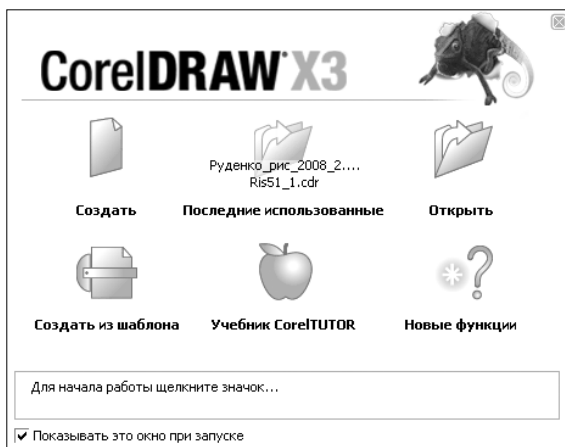 CorelDRAW X3
Руденко_рис_2008_2....
Ris51_1.cdr
Создать
Последние использованные
Открыть
Создать из шаблона
Учебник CorelTUTOR
Новые функции
Для начала работы щелкните значок...
Показывать это окно при запуске